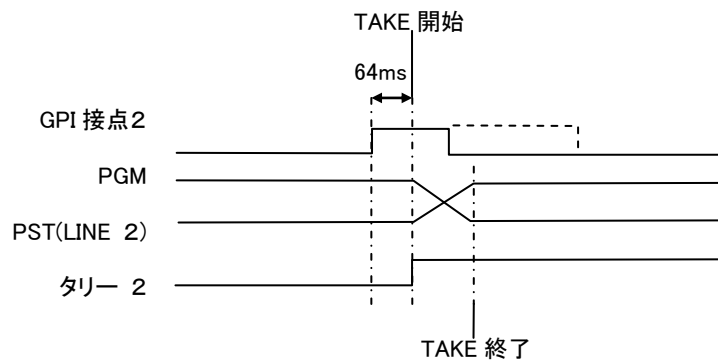 TAKE 開始
64ms
GPI 接点2
PGM
PST(LINE 2)
タリー 2
TAKE 終了